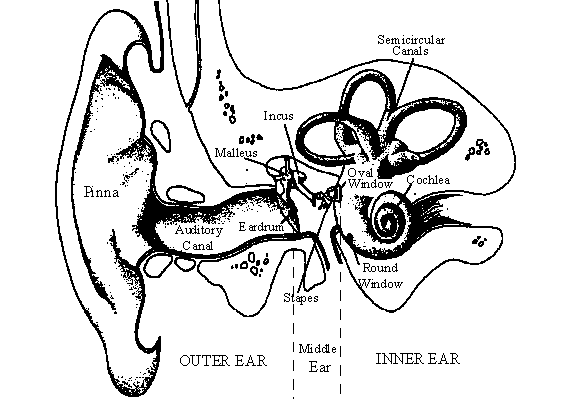 Semicircular
Canals
Incus
Malleus
Oval
Window
Cochlea
Pinna
Auditory
Canal
Eardrum
Round
Window
Stapes
OUTER EAR
Middle
Ear
INNER EAR